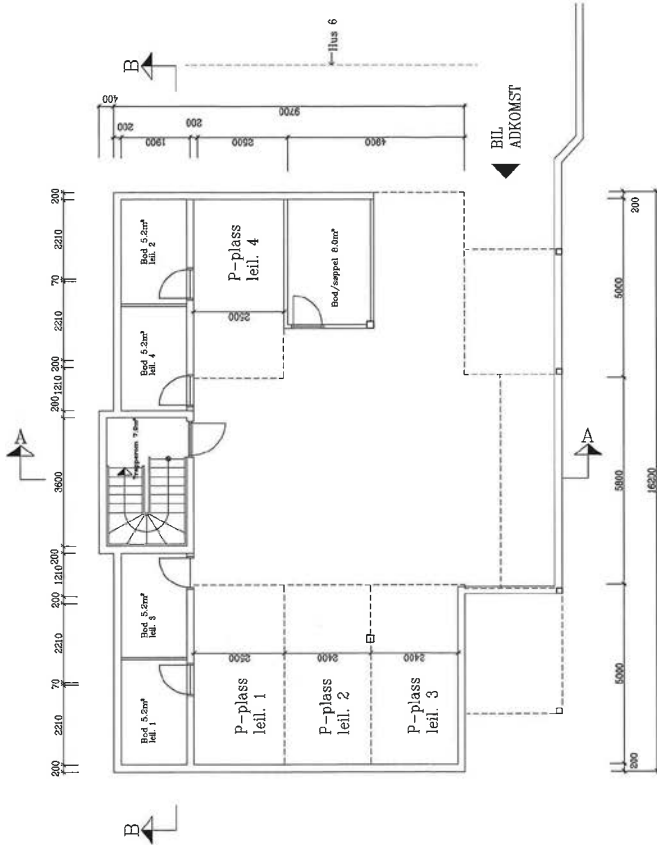 B
←Hus 6
400
200
1900
200
2500
4900
9700
BIL
ADKOMST
200
2210
70
2210
200
1210
200
3600
200
1210
200
2210
70
2210
200
A
Bod 5.2m²
leil. 2
Bod 5.2m²
leil. 4
P-plass
leil. 4
Bod/søppel 8.0m²
2500
Trapperom 7.0m²
Bod 5.2m²
leil. 3
Bod 5.2m²
leil. 1
2500
2400
2400
P-plass
leil. 1
P-plass
leil. 2
P-plass
leil. 3
A
200
5000
5800
5000
200
16200
B